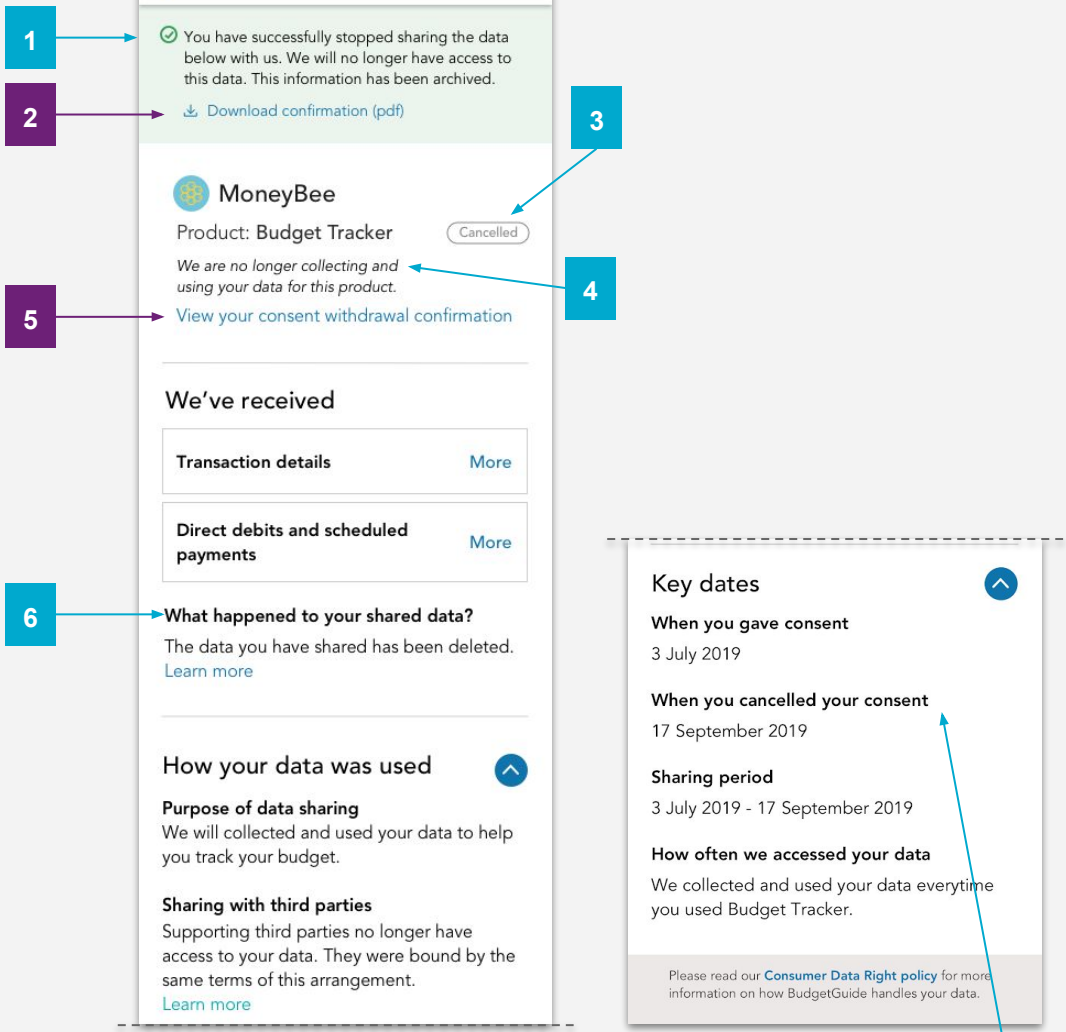 1
You have successfully stopped sharing the data
below with us. We will no longer have access to
this data. This information has been archived.
2
Download confirmation (pdf)
3
MoneyBee
Product: Budget Tracker
Cancelled
We are no longer collecting and
using your data for this product.
4
5
View your consent withdrawal confirmation
We've received
Transaction details
More
Direct debits and scheduled
payments
More
6
What happened to your shared data?
The data you have shared has been deleted.
Learn more
How your data was used
Purpose of data sharing
We will collected and used your data to help
you track your budget.
Sharing with third parties
Supporting third parties no longer have
access to your data. They were bound by the
same terms of this arrangement.
Learn more
Key dates
When you gave consent
3 July 2019
When you cancelled your consent
17 September 2019
Sharing period
3 July 2019 - 17 September 2019
How often we accessed your data
We collected and used your data everytime
you used Budget Tracker.
Please read our Consumer Data Right policy for more
information on how BudgetGuide handles your data.